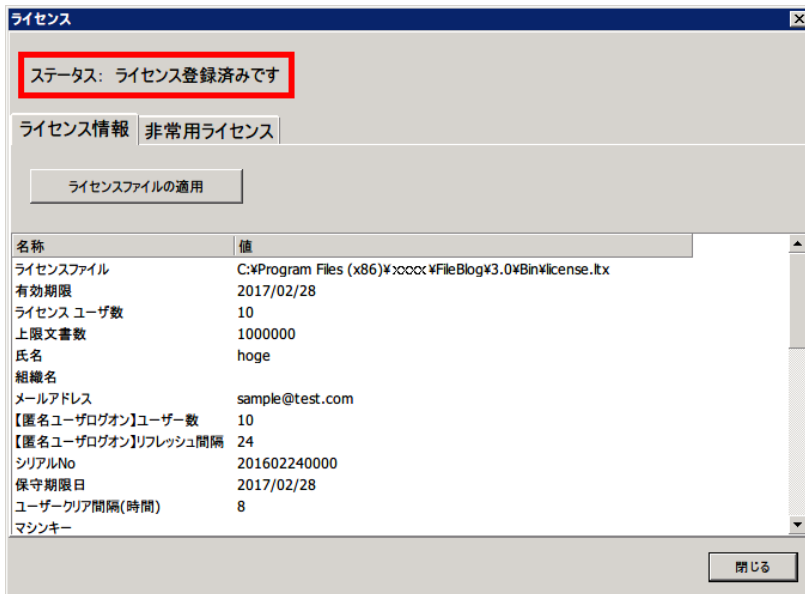 ライセンス
ステータス: ライセンス登録済みです
ライセンス情報 非常用ライセンス
ライセンスファイルの適用
名称 値
ライセンスファイル C:¥Program Files (x86)¥xxxx¥FileBlog¥3.0¥Bin¥license.ltx
有効期限 2017/02/28
ライセンス ユーザ数 10
上限文書数 1000000
氏名 hoge
組織名
メールアドレス sample@test.com
【匿名ユーザログオン】ユーザー数 10
【匿名ユーザログオン】リフレッシュ間隔 24
シリアルNo 201602240000
保守期限日 2017/02/28
ユーザークリア間隔(時間) 8
マシンキー
閉じる